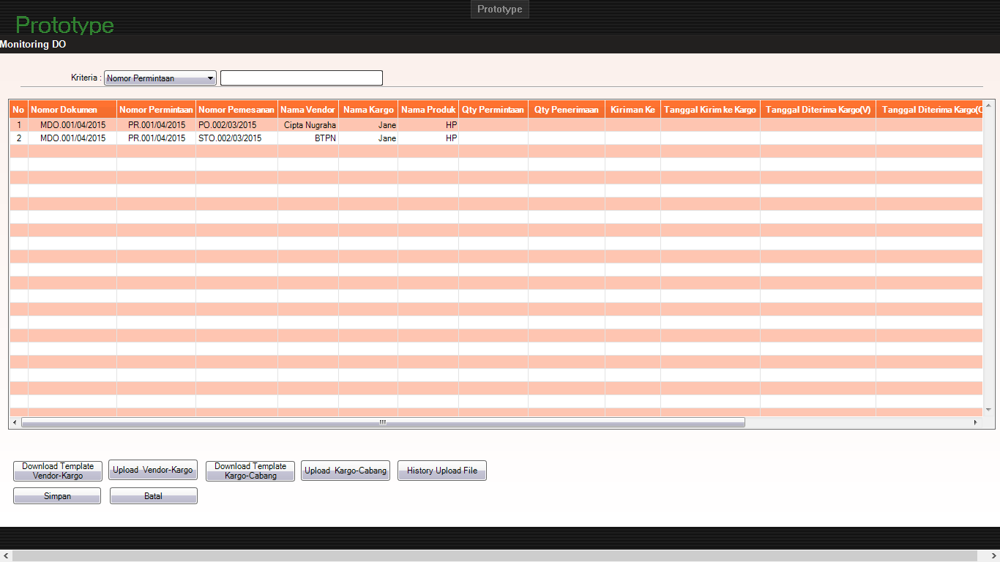 Prototype
Prototype
Monitoring DO
Kriteria : Nomor Permintaan
No Nomor Dokumen Nomor Permintaan Nomor Pemesanan Nama Vendor Nama Kargo Nama Produk Qty Permintaan Qty Penerimaan Kiriman Ke Tanggal Kirim ke Kargo Tanggal Diterima Kargo(V) Tanggal Diterima Kargo(C
1 MDO.001/04/2015 PR.001/04/2015 PO.002/03/2015 Cipta Nugraha Jane HP
2 MDO.001/04/2015 PR.001/04/2015 STO.002/03/2015 BTPN Jane HP
Download Template Vendor-Kargo Upload Vendor-Kargo Download Template Kargo-Cabang Upload Kargo-Cabang History Upload File
Simpan Batal